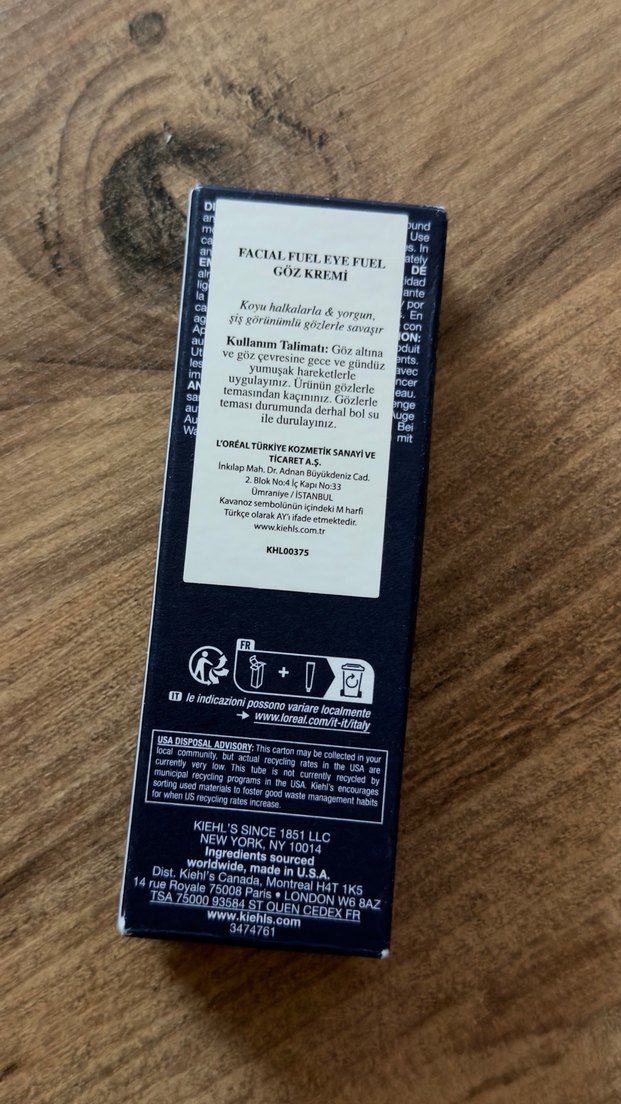 FACIAL FUEL EYE FUEL
GÖZ KREMİ
Koyu halkalarla & yorgun,
şiş görünümlü gözlerle savaşır
Kullanım Talimatı: Göz altına
ve göz çevresine gece ve gündüz
yumuşak hareketlerle
uygulayınız. Ürünün gözlerle
temasından kaçınınız. Gözlerle
teması durumunda derhal bol su
ile durulayınız.
L'ORÉAL TÜRKİYE KOZMETİK SANAYİ VE
TİCARET A.Ş.
İnkılap Mah. Dr. Adnan Büyükdeniz Cad.
2. Blok No:4 İç Kapı No:33
Ümraniye / İSTANBUL
Kavanoz sembolünün içindeki M harfi
Türkçe olarak AY'ı ifade etmektedir.
www.kiehls.com.tr
KHL00375
FR
+
IT le indicazioni possono variare localmente
→ www.loreal.com/it-it/italy
USA DISPOSAL ADVISORY: This carton may be collected in your
local community, but actual recycling rates in the USA are
currently very low. This tube is not currently recycled by
municipal recycling programs in the USA. Kiehl's encourages
sorting used materials to foster good waste management habits
for when US recycling rates increase.
KIEHL'S SINCE 1851 LLC
NEW YORK, NY 10014
Ingredients sourced
worldwide, made in U.S.A.
Dist. Kiehl's Canada, Montreal H4T 1K5
14 rue Royale 75008 Paris • LONDON W6 8AZ
TSA 75000 93584 ST OUEN CEDEX FR
www.kiehls.com
3474761